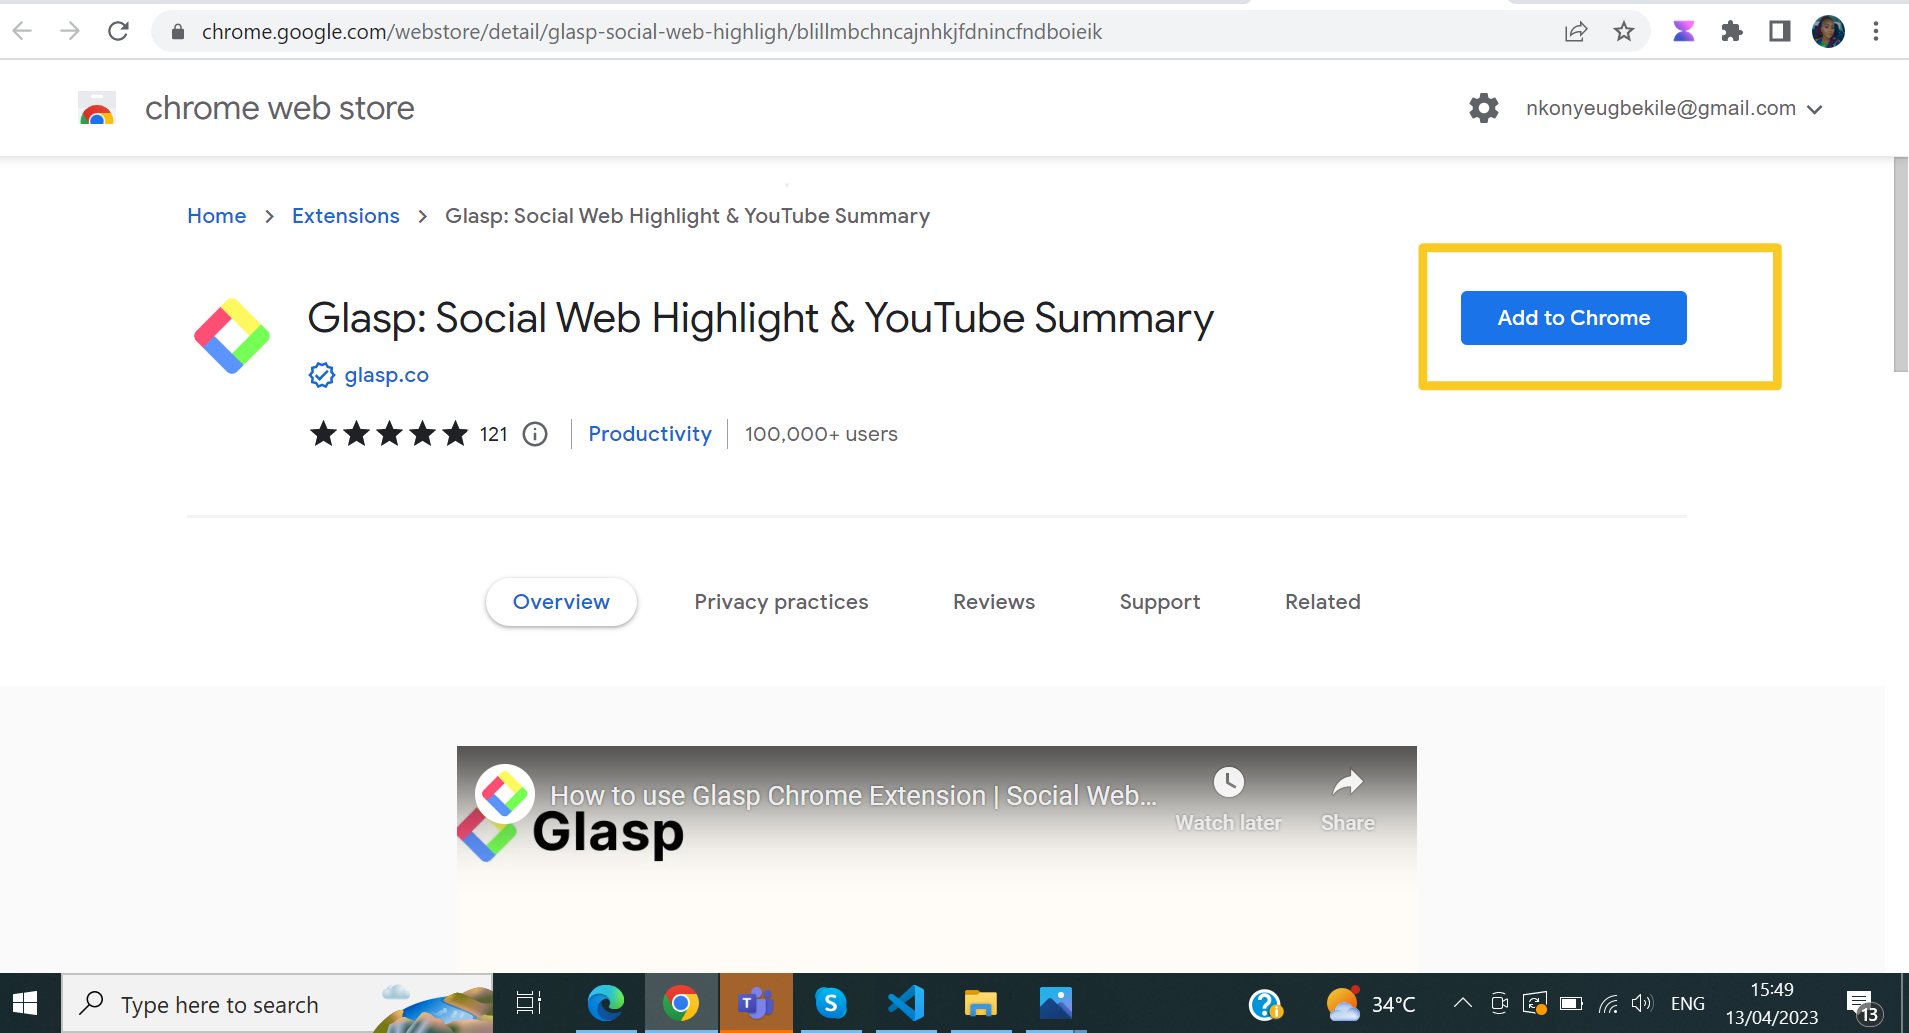 chrome.google.com/webstore/detail/glasp-social-web-highligh/blillmbchncajnhkjfdnincfndboieik
chrome web store
nkonyeugbekile@gmail.com
Home > Extensions > Glasp: Social Web Highlight & YouTube Summary
Glasp: Social Web Highlight & YouTube Summary
Add to Chrome
glasp.co
121
Productivity
100,000+ users
Overview
Privacy practices
Reviews
Support
Related
How to use Glasp Chrome Extension | Social Web...
Watch later
Share
Glasp
Type here to search
34°C
ENG
15:49
13/04/2023
13